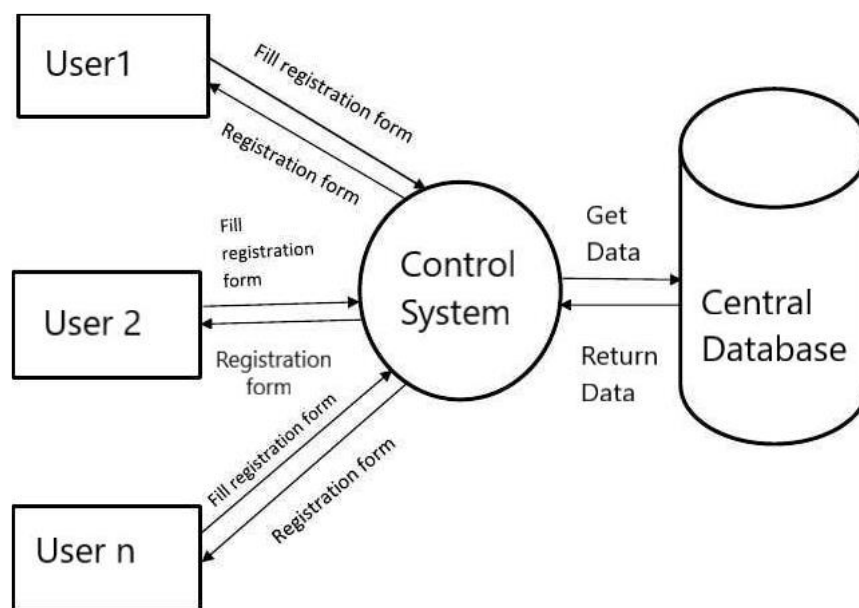 User1
Fill registration form
Registration form
Fill
registration
form
User 2
Registration
form
Control
System
Get
Data
Return
Data
Central
Database
Fill registration form
Registration form
User n